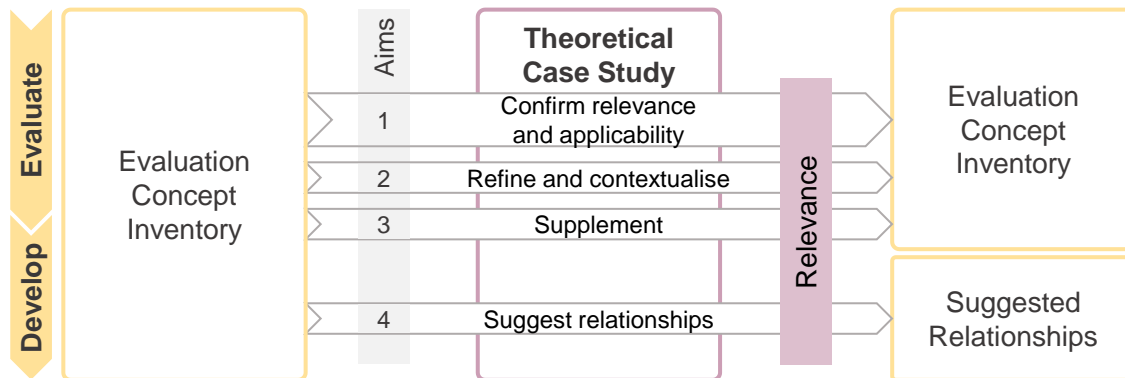 Evaluate
Develop
Evaluation
Concept
Inventory
Aims
1
2
3
4
Theoretical
Case Study
Confirm relevance
and applicability
Refine and contextualise
Supplement
Suggest relationships
Relevance
Evaluation
Concept
Inventory
Suggested
Relationships